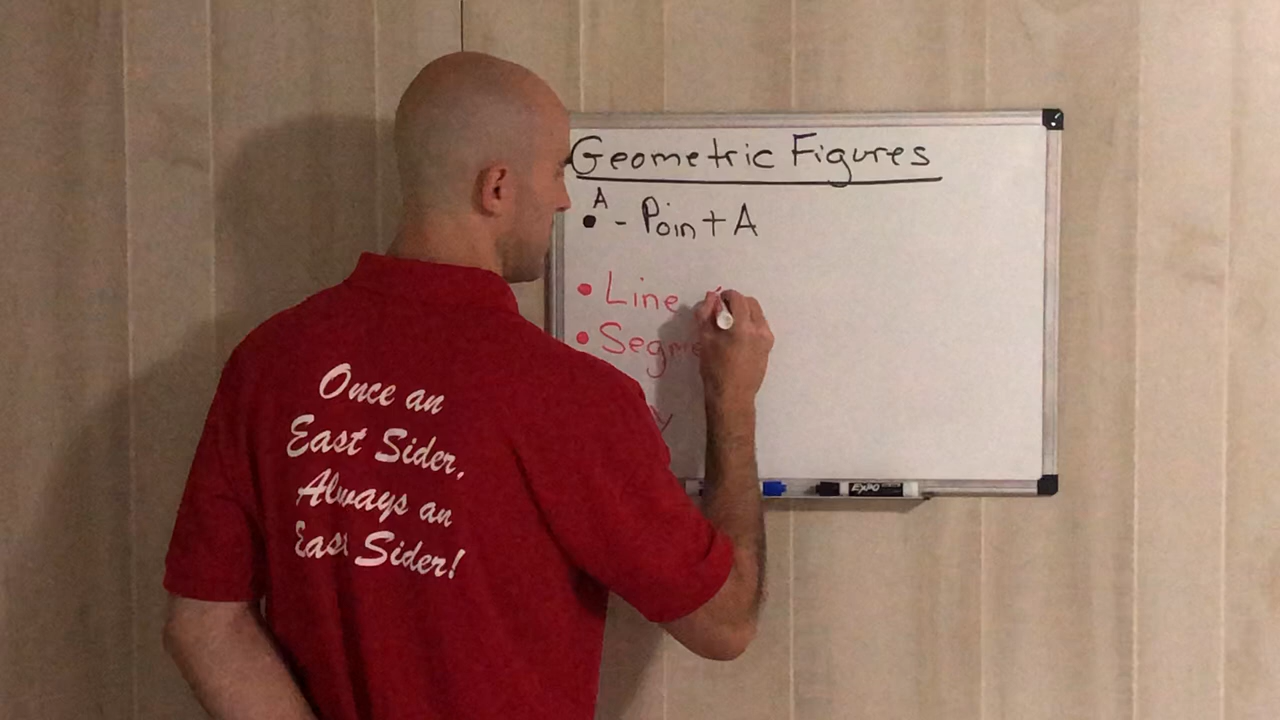 Geometric Figures
A
• - Point A
• Line
• Segme
Once an
East Sider,
Always an
East Sider!
EXPO